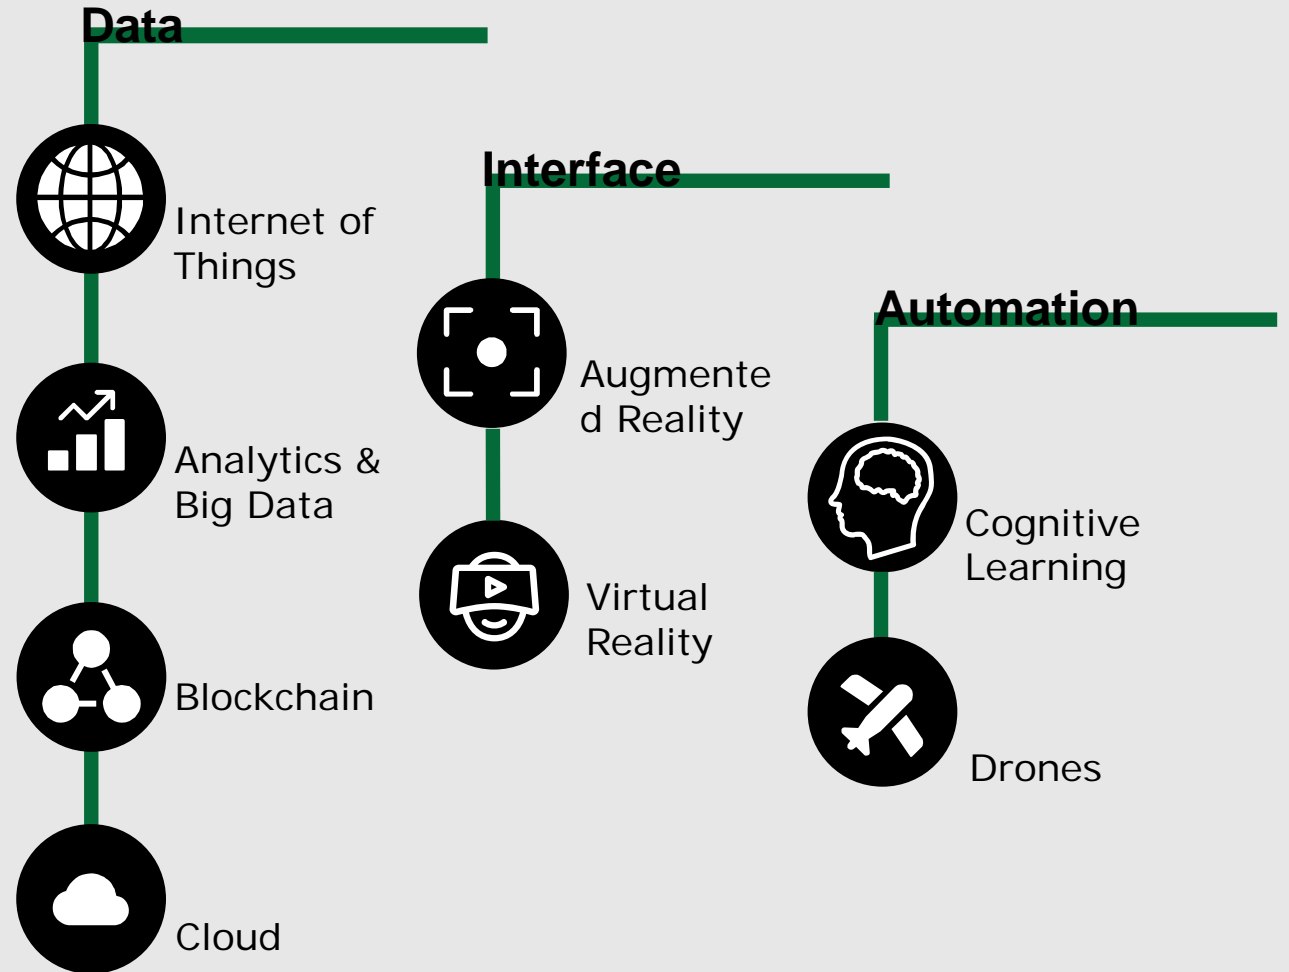 Data
Internet of
Things
Analytics &
Big Data
Blockchain
Cloud
Interface
Augmente
d Reality
Virtual
Reality
Automation
Cognitive
Learning
Drones